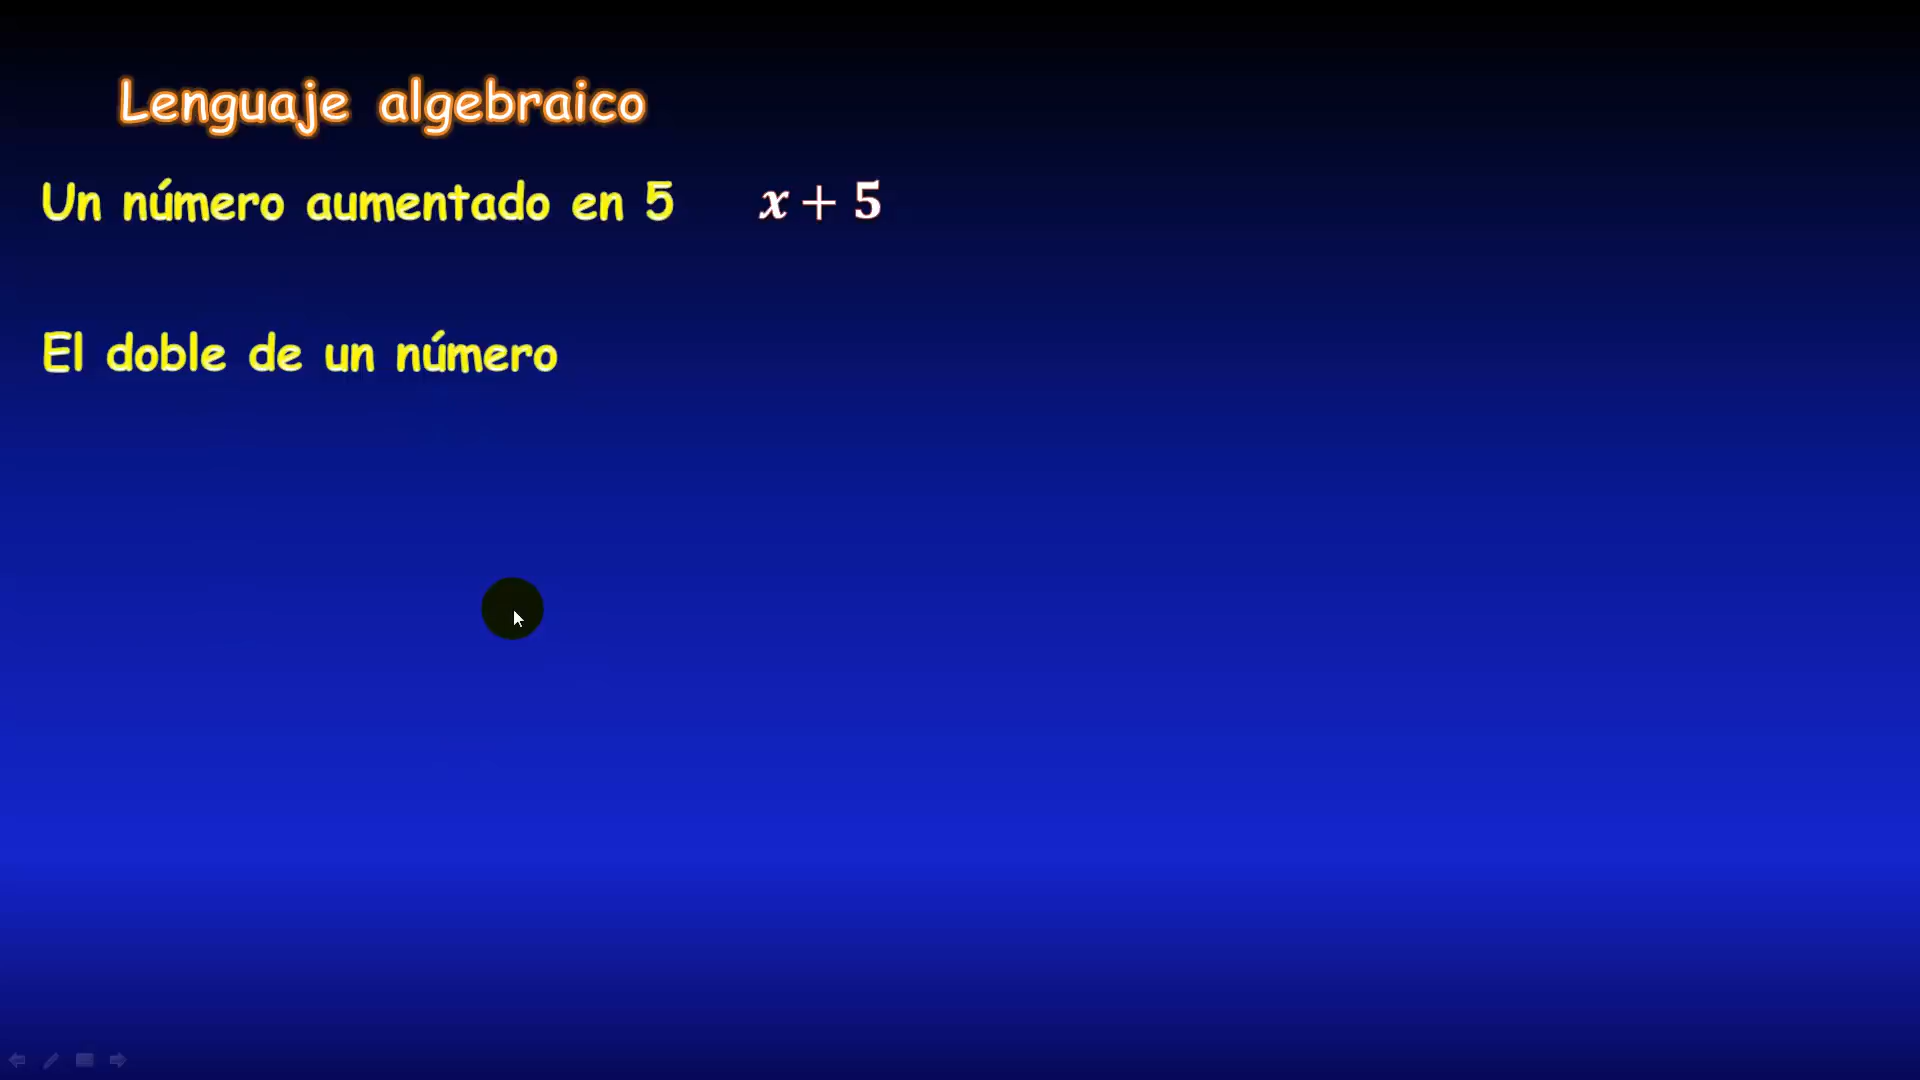 Lenguaje algebraico
Un número aumentado en 5 x + 5
El doble de un número